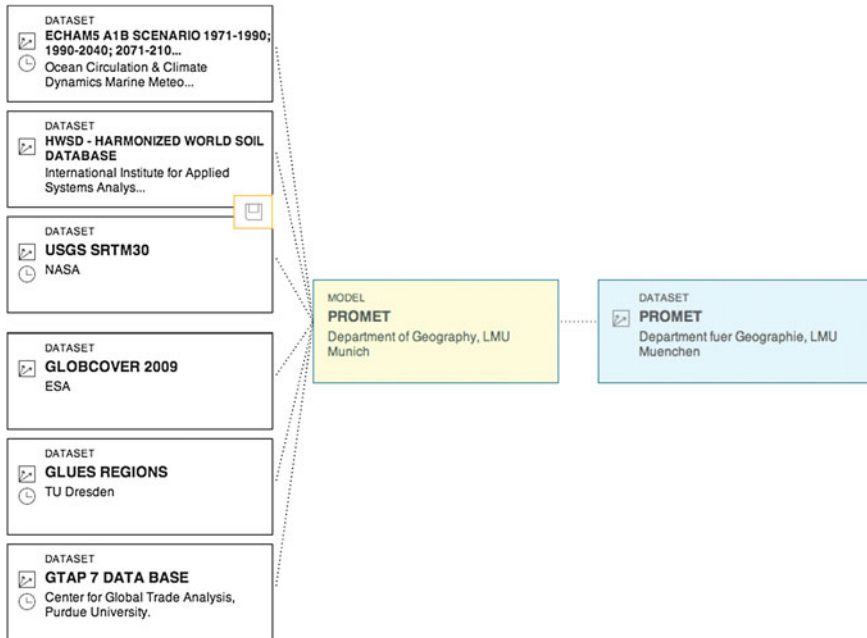 DATASET
ECHAM5 A1B SCENARIO 1971-1990;
1990-2040; 2071-210...
Ocean Circulation & Climate
Dynamics Marine Meteo...
DATASET
HWSD - HARMONIZED WORLD SOIL
DATABASE
International Institute for Applied
Systems Analys...
DATASET
USGS SRTM30
NASA
DATASET
GLOBCOVER 2009
ESA
DATASET
GLUES REGIONS
TU Dresden
DATASET
GTAP 7 DATA BASE
Center for Global Trade Analysis,
Purdue University.
MODEL
PROMET
Department of Geography, LMU
Munich
DATASET
PROMET
Department fuer Geographie, LMU
Muenchen